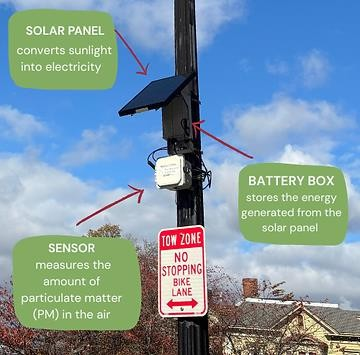 SOLAR PANEL
converts sunlight
into electricity
BATTERY BOX
stores the energy
generated from the
solar panel
SENSOR
measures the
amount of
particulate matter
(PM) in the air
TOW ZONE
NO
STOPPING
BIKE
LANE